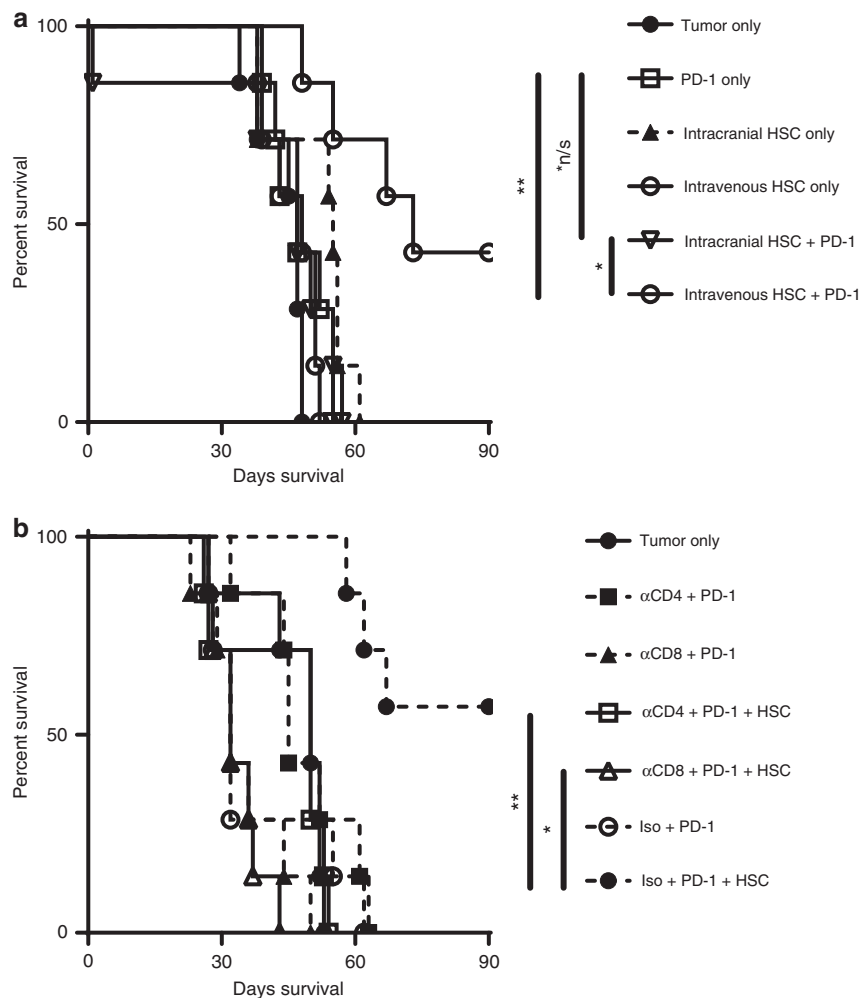 a
100
50
0
Percent survival
0
30
60
90
Days survival
Tumor only
PD-1 only
Intracranial HSC only
Intravenous HSC only
Intracranial HSC + PD-1
Intravenous HSC + PD-1
**
*n/s
*
b
100
50
0
Percent survival
0
30
60
90
Days survival
Tumor only
αCD4 + PD-1
αCD8 + PD-1
αCD4 + PD-1 + HSC
αCD8 + PD-1 + HSC
Iso + PD-1
Iso + PD-1 + HSC
**
*